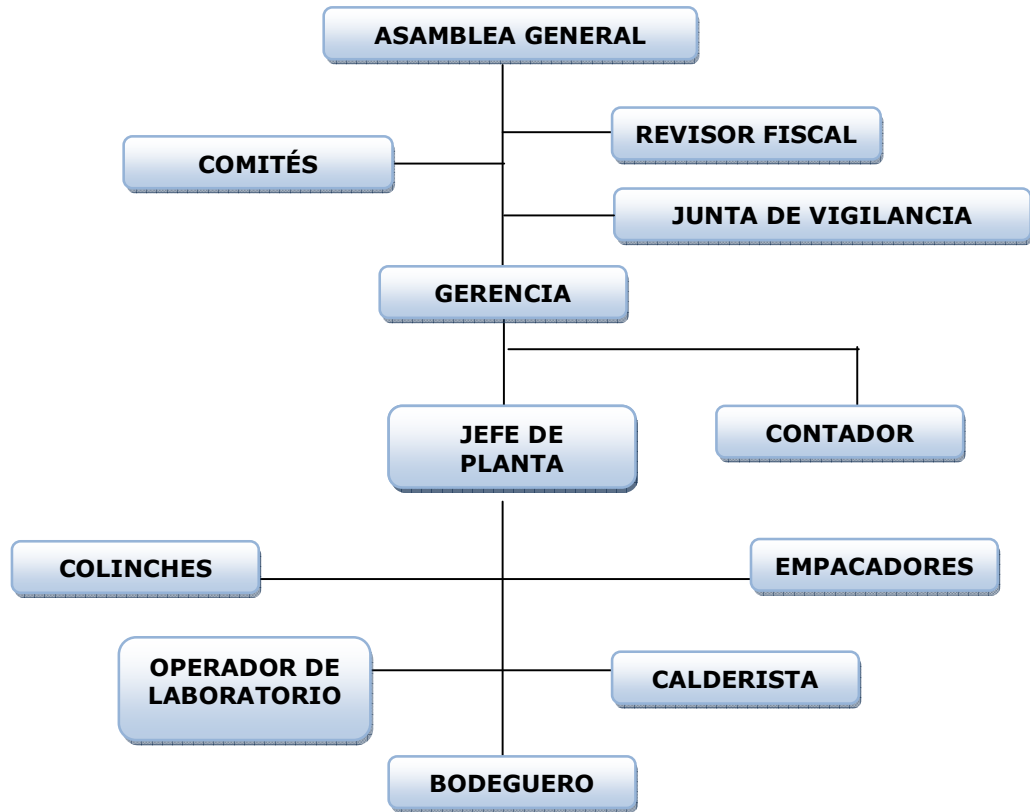 ASAMBLEA GENERAL
REVISOR FISCAL
COMITÉS
JUNTA DE VIGILANCIA
GERENCIA
JEFE DE
PLANTA
CONTADOR
COLINCHES
EMPACADORES
OPERADOR DE
LABORATORIO
CALDERISTA
BODEGUERO